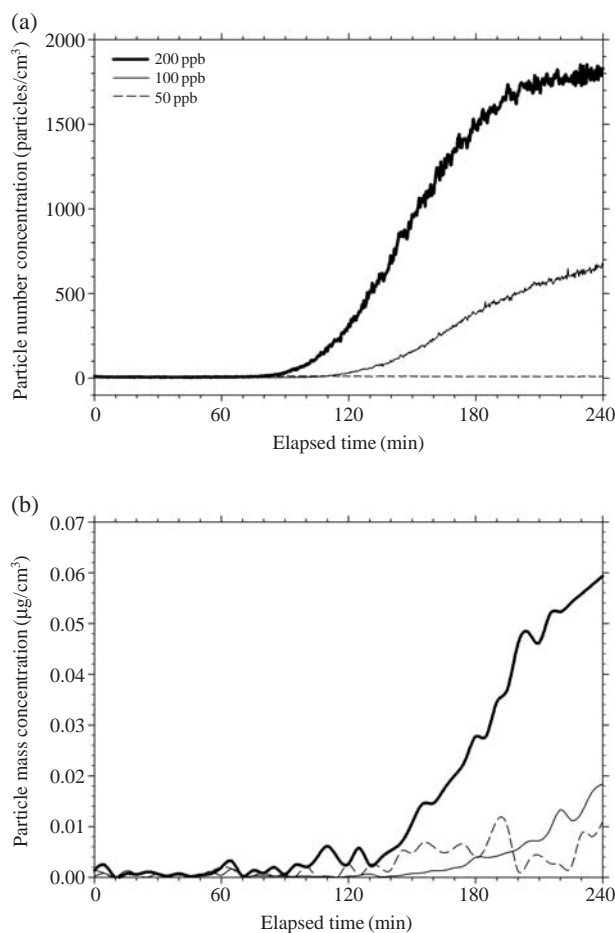 (a)
2000
200 ppb
100 ppb
50 ppb
1500
1000
500
0
Particle number concentration (particles/cm³)
0 60 120 180 240
Elapsed time (min)
(b)
0.07
0.06
0.05
0.04
0.03
0.02
0.01
0.00
Particle mass concentration (µg/cm³)
0 60 120 180 240
Elapsed time (min)